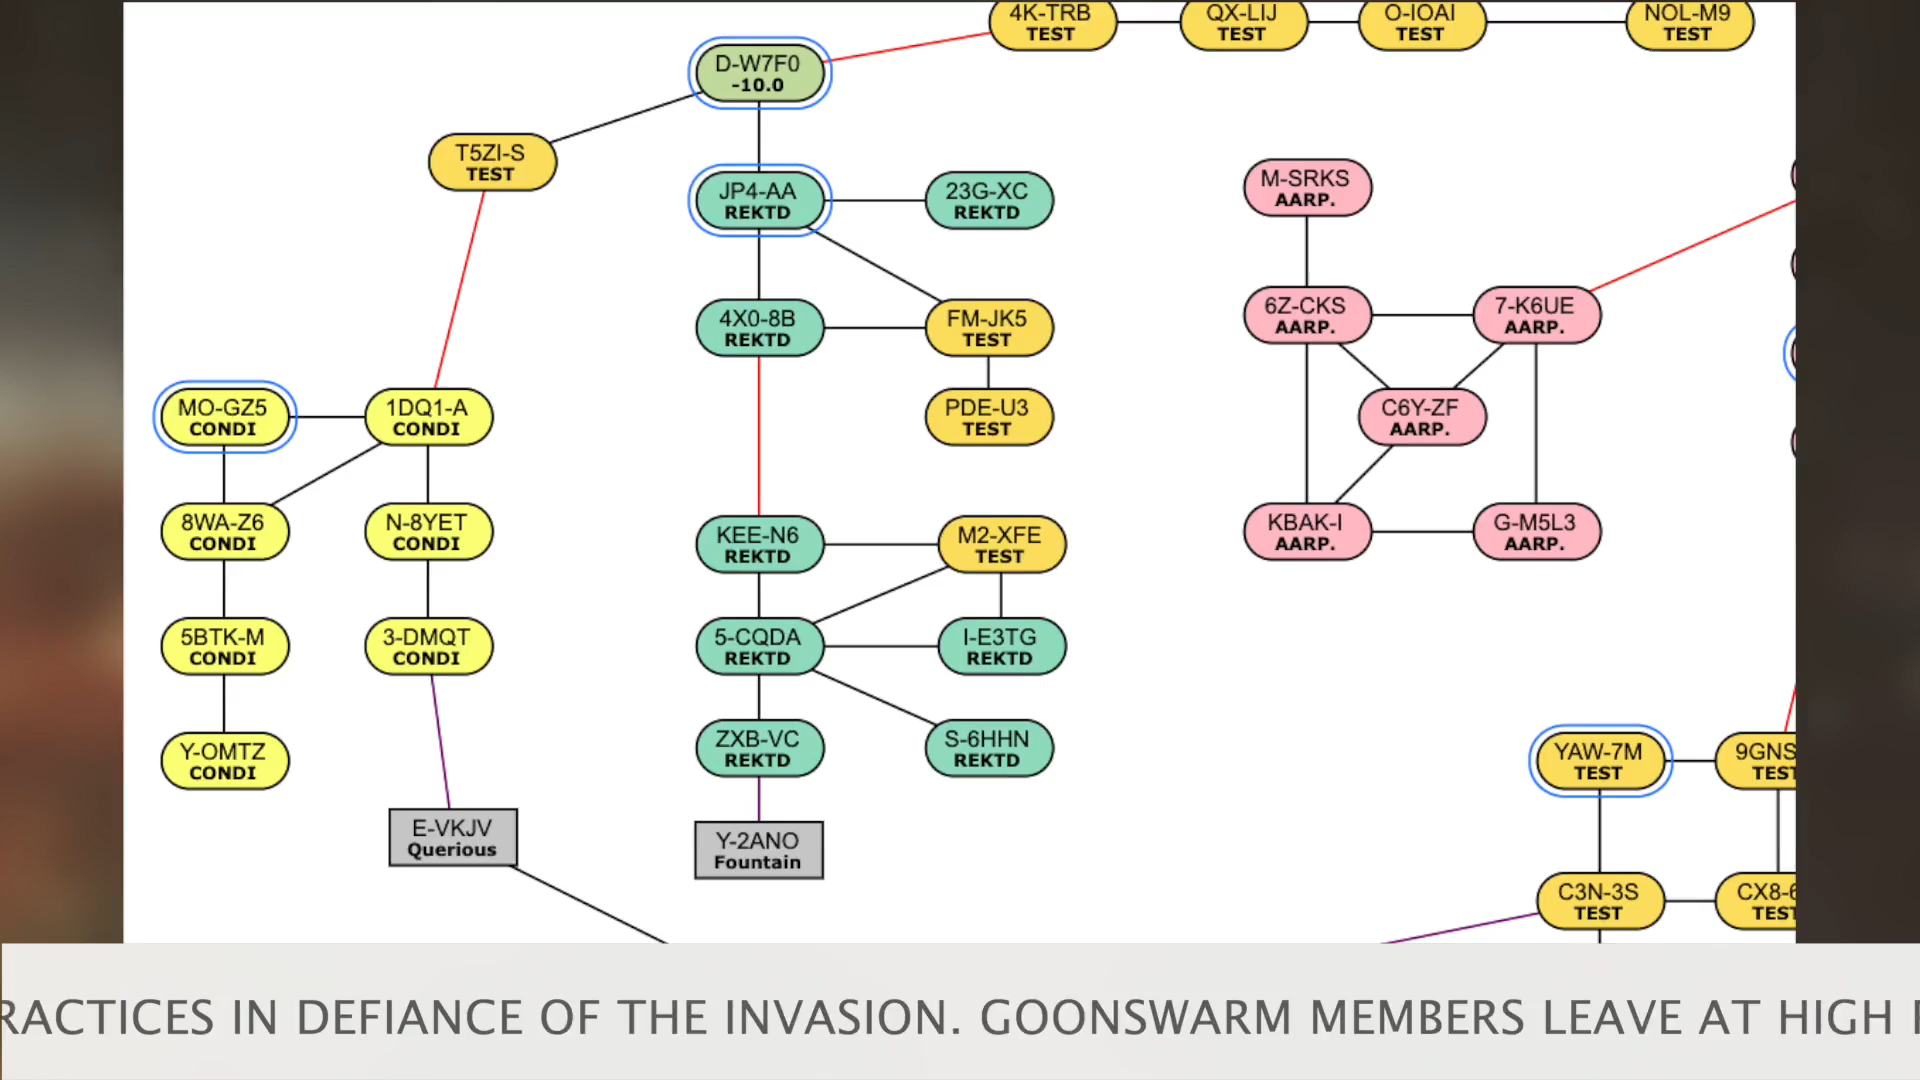 4K-TRB
TEST
QX-LIJ
TEST
O-IOAI
TEST
NOL-M9
TEST
D-W7F0
-10.0
T5ZI-S
TEST
JP4-AA
REKTD
23G-XC
REKTD
M-SRKS
AARP.
4X0-8B
REKTD
FM-JK5
TEST
6Z-CKS
AARP.
7-K6UE
AARP.
MO-GZ5
CONDI
1DQ1-A
CONDI
PDE-U3
TEST
C6Y-ZF
AARP.
8WA-Z6
CONDI
N-8YET
CONDI
KEE-N6
REKTD
M2-XFE
TEST
KBAK-I
AARP.
G-M5L3
AARP.
5BTK-M
CONDI
3-DMQT
CONDI
5-CQDA
REKTD
I-E3TG
REKTD
Y-OMTZ
CONDI
ZXB-VC
REKTD
S-6HHN
REKTD
YAW-7M
TEST
9GNS
TEST
E-VKJV
Querious
Y-2ANO
Fountain
C3N-3S
TEST
CX8-6
TEST
RACTICES IN DEFIANCE OF THE INVASION. GOONSWARM MEMBERS LEAVE AT HIGH